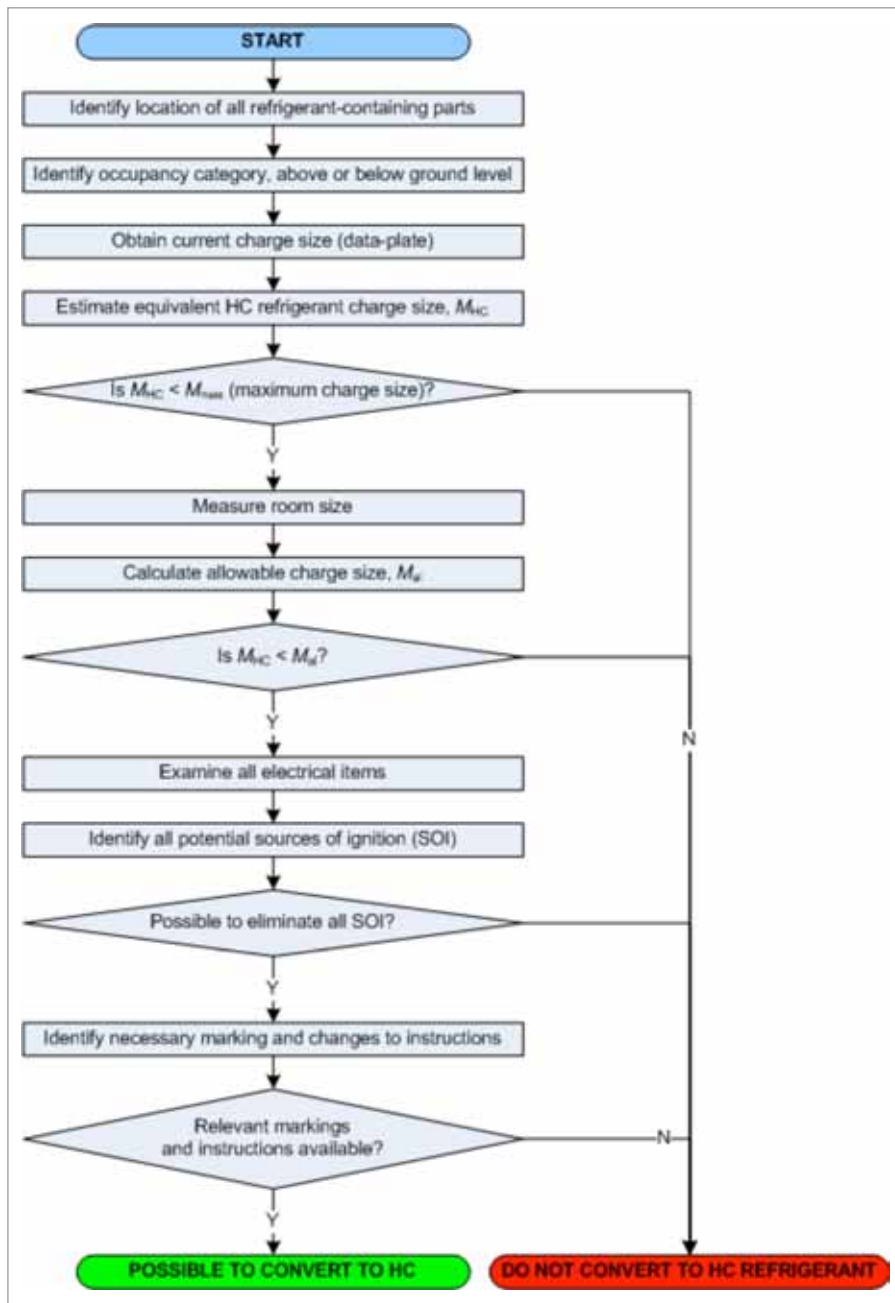 START
Identify location of all refrigerant-containing parts
Identify occupancy category, above or below ground level
Obtain current charge size (data-plate)
Estimate equivalent HC refrigerant charge size, MHC
Is MHC < Mmax (maximum charge size)?
Y
Measure room size
Calculate allowable charge size, Mal
Is MHC < Mal?
Y
N
Examine all electrical items
Identify all potential sources of ignition (SOI)
Possible to eliminate all SOI?
Y
Identify necessary marking and changes to instructions
Relevant markings
and instructions available?
N
Y
POSSIBLE TO CONVERT TO HC
DO NOT CONVERT TO HC REFRIGERANT